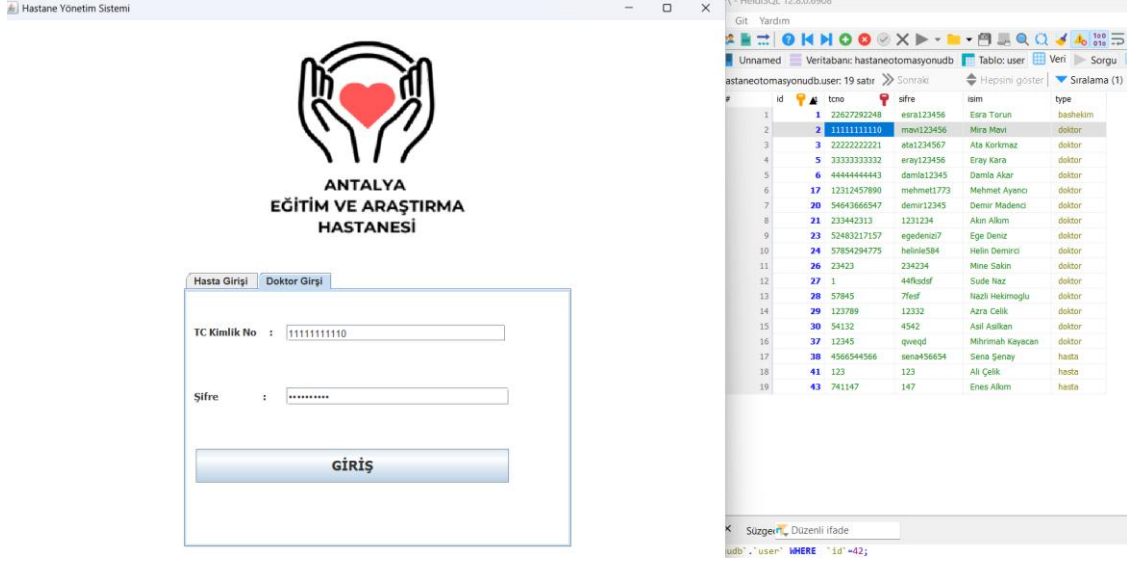 Hastane Yönetim Sistemi
ANTALYA
EĞİTİM VE ARAŞTIRMA
HASTANESİ
Hasta Girişi Doktor Girşi
TC Kimlik No : 11111111110
Şifre : ••••••••••
GİRİŞ
HeidiSQL 12.8.0.6908
Git Yardım
Unnamed Veritabanı: hastaneotomasyonudb Tablo: user Veri Sorgu
astaneotomasyonudb.user: 19 satır Sonraki Hepsini göster Sıralama (1)
# id tcno sifre isim type
1 1 22627292248 esra123456 Esra Torun bashekim
2 2 11111111110 mavi123456 Mira Mavi doktor
3 3 22222222221 ata1234567 Ata Korkmaz doktor
4 5 33333333332 eray123456 Eray Kara doktor
5 6 44444444443 damla12345 Damla Akar doktor
6 17 12312457890 mehmet1773 Mehmet Ayancı doktor
7 20 54643666547 demir12345 Demir Madenci doktor
8 21 233442313 1231234 Akın Alkım doktor
9 23 52483217157 egedenizi7 Ege Deniz doktor
10 24 57854294775 helinle584 Helin Demirci doktor
11 26 23423 234234 Mine Sakin doktor
12 27 1 44fksdsf Sude Naz doktor
13 28 57845 7fesf Nazlı Hekimoglu doktor
14 29 123789 12332 Azra Celik doktor
15 30 54132 4542 Asil Asilkan doktor
16 37 12345 qweqd Mihrimah Kayacan doktor
17 38 4566544566 sena456654 Sena Şenay hasta
18 41 123 123 Ali Çelik hasta
19 43 741147 147 Enes Alkım hasta
Süzgeç Düzenli ifade
udb`.`user` WHERE `id`=42;